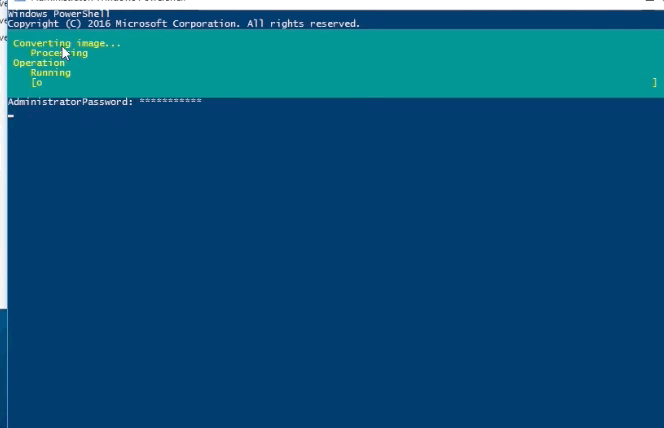 Windows PowerShell
Copyright (C) 2016 Microsoft Corporation. All rights reserved.
Converting image...
Processing
Operation
Running
[o ]
AdministratorPassword: ***********